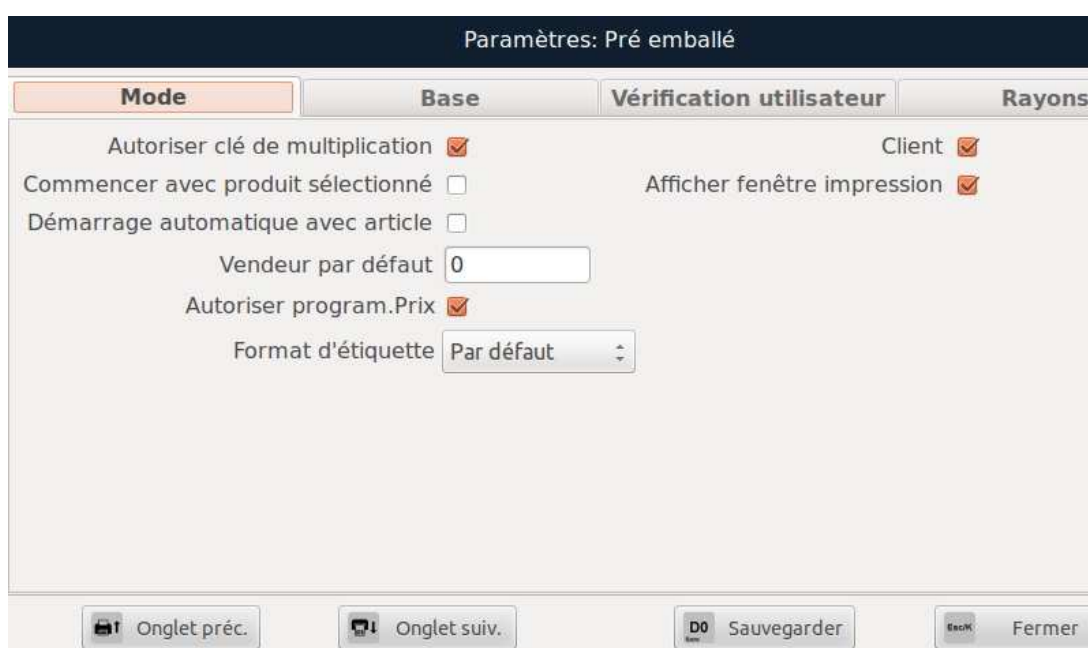 Paramètres: Pré emballé
Mode Base Vérification utilisateur Rayons
Autoriser clé de multiplication
Client
Commencer avec produit sélectionné
Afficher fenêtre impression
Démarrage automatique avec article
Vendeur par défaut 0
Autoriser program.Prix
Format d'étiquette Par défaut
Onglet préc. Onglet suiv. D0 Sauvegarder Esc/K Fermer